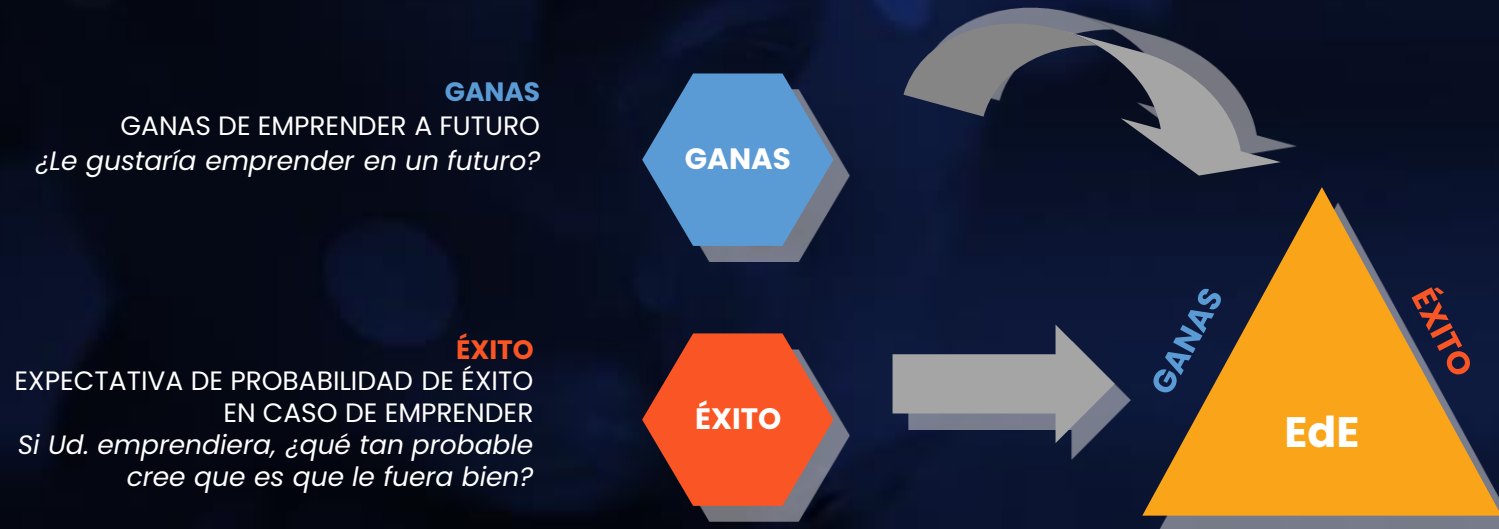 GANAS
GANAS DE EMPRENDER A FUTURO
¿Le gustaría emprender en un futuro?
GANAS
ÉXITO
EXPECTATIVA DE PROBABILIDAD DE ÉXITO
EN CASO DE EMPRENDER
Si Ud. emprendiera, ¿qué tan probable
cree que es que le fuera bien?
ÉXITO
GANAS
ÉXITO
EdE